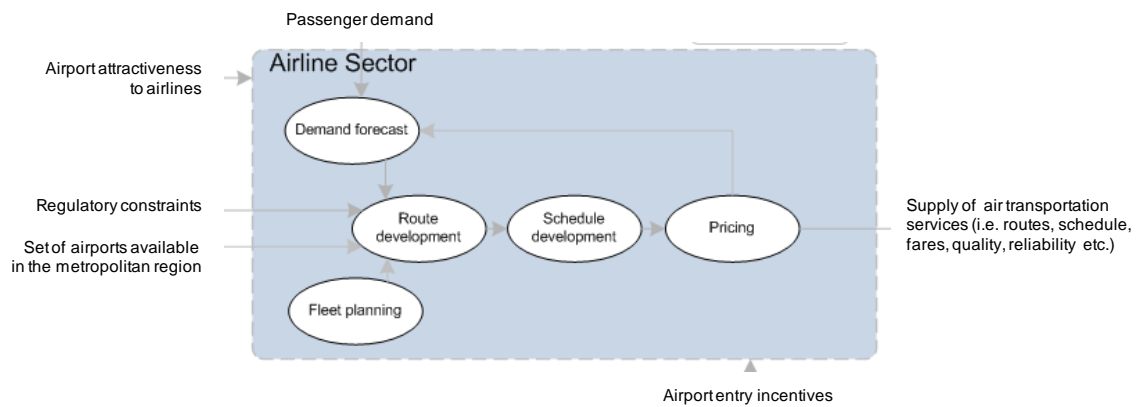 Passenger demand
Airport attractiveness
to airlines
Airline Sector
Demand forecast
Regulatory constraints
Set of airports available
in the metropolitan region
Route
development
Schedule
development
Pricing
Supply of air transportation
services (i.e. routes, schedule,
fares, quality, reliability etc.)
Fleet planning
Airport entry incentives